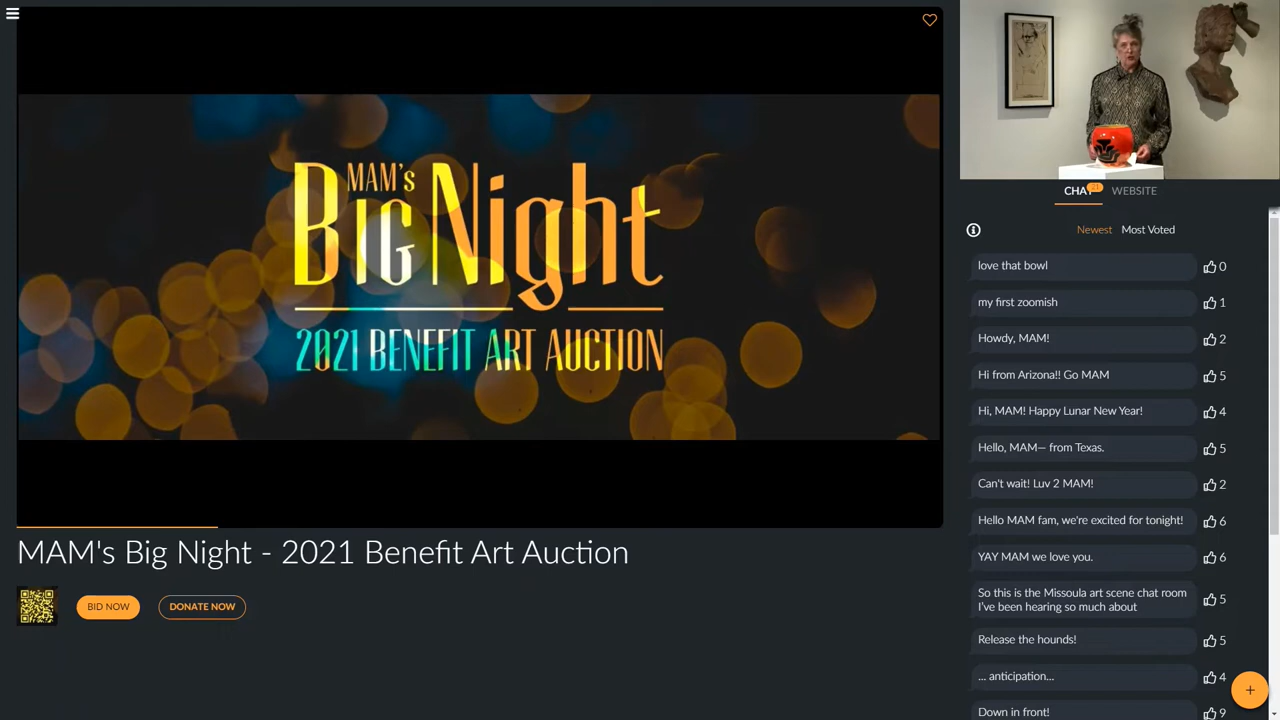 MAM's
Big Night
2021 BENEFIT ART AUCTION
MAM's Big Night - 2021 Benefit Art Auction
BID NOW
DONATE NOW
CHAT
21
WEBSITE
Newest
Most Voted
love that bowl
0
my first zoomish
1
Howdy, MAM!
2
Hi from Arizona!! Go MAM
5
Hi, MAM! Happy Lunar New Year!
4
Hello, MAM— from Texas.
5
Can't wait! Luv 2 MAM!
2
Hello MAM fam, we're excited for tonight!
6
YAY MAM we love you.
6
So this is the Missoula art scene chat room
I've been hearing so much about
5
Release the hounds!
5
... anticipation...
4
Down in front!
9